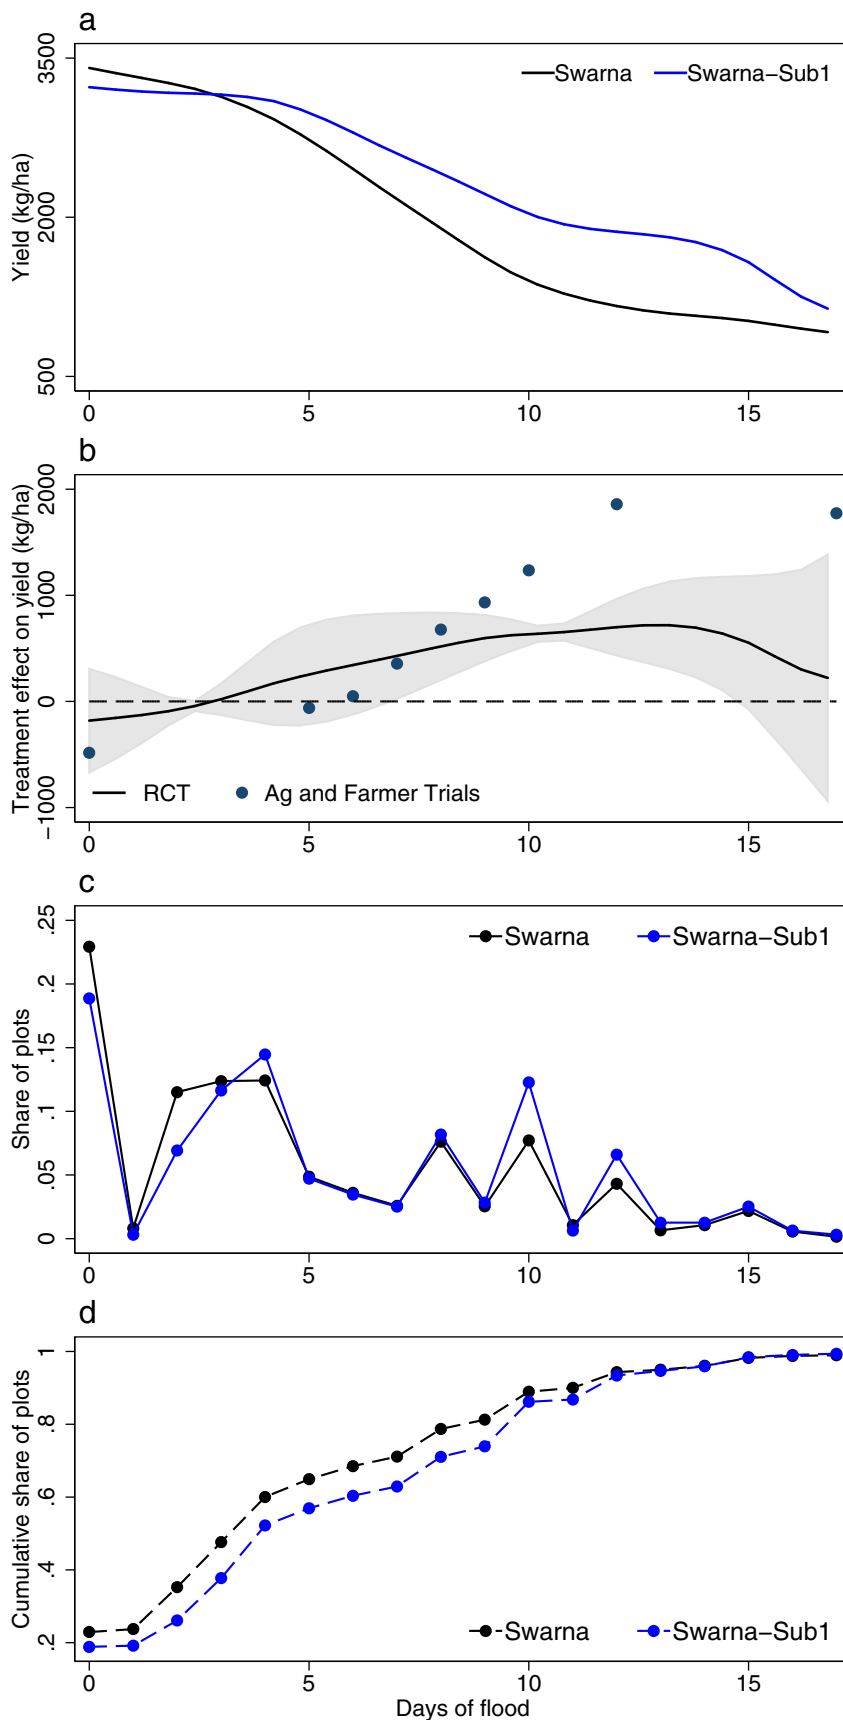 a
Yield (kg/ha)
3500
2000
500
Swarna
Swarna−Sub1
0
5
10
15
b
Treatment effect on yield (kg/ha)
2000
1000
0
−1000
RCT
Ag and Farmer Trials
0
5
10
15
c
Share of plots
.25
.2
.15
.1
.05
0
Swarna
Swarna−Sub1
0
5
10
15
d
Cumulative share of plots
1
.8
.6
.4
.2
Swarna
Swarna−Sub1
0
5
10
15
Days of flood